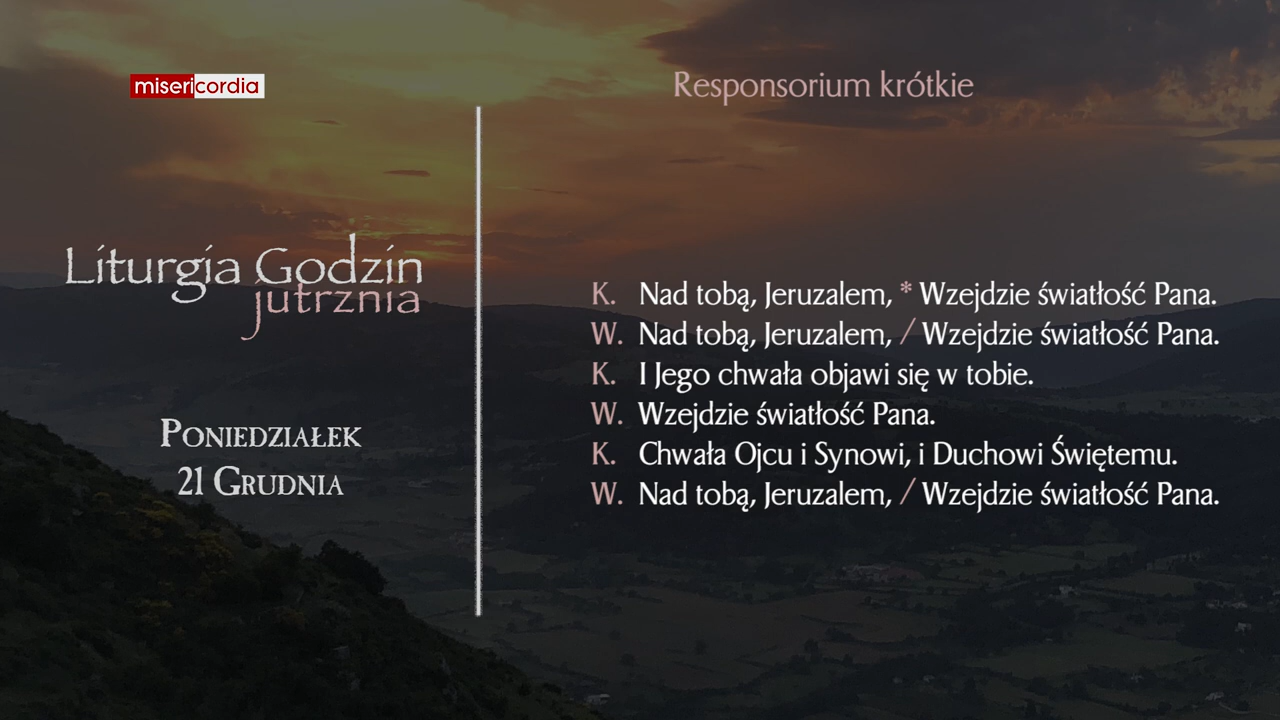 misericordia
Liturgia Godzin
jutrznia
Poniedziałek
21 Grudnia
Responsorium krótkie
K. Nad tobą, Jeruzalem, * Wzejdzie światłość Pana.
W. Nad tobą, Jeruzalem, / Wzejdzie światłość Pana.
K. I Jego chwała objawi się w tobie.
W. Wzejdzie światłość Pana.
K. Chwała Ojcu i Synowi, i Duchowi Świętemu.
W. Nad tobą, Jeruzalem, / Wzejdzie światłość Pana.